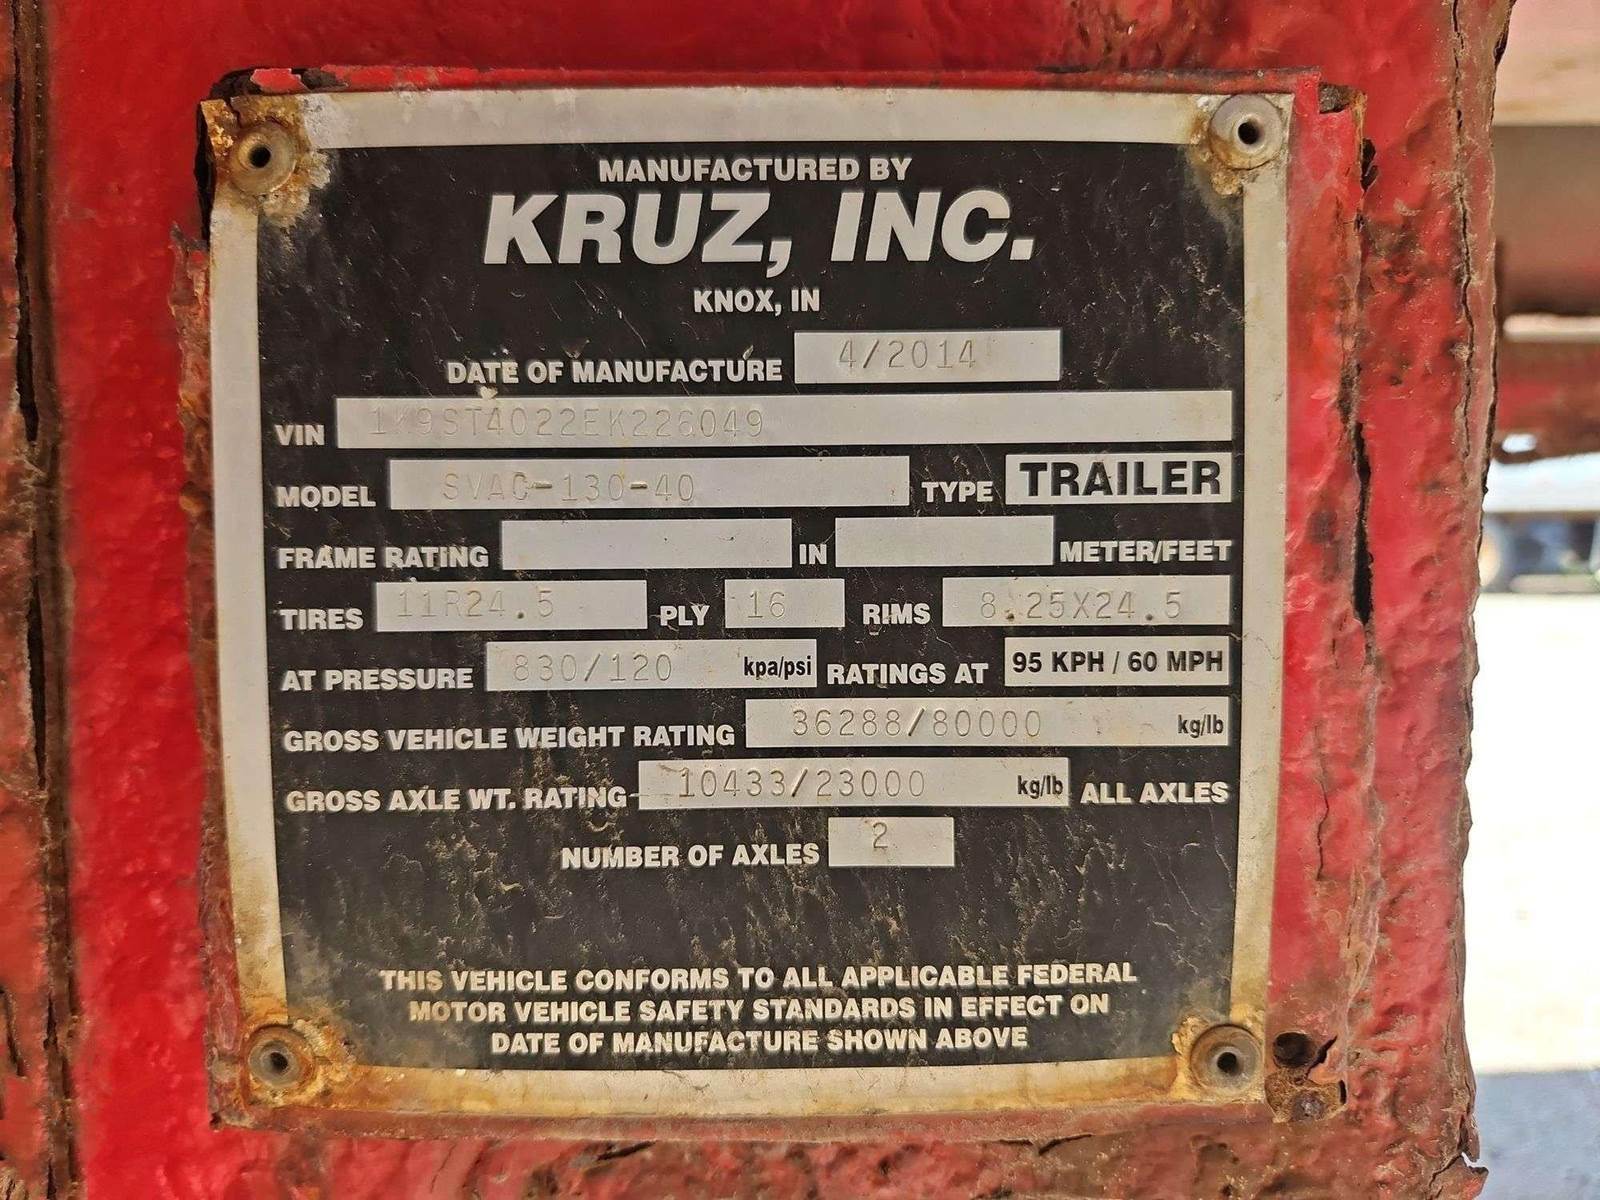 MANUFACTURED BY
KRUZ, INC.
KNOX, IN
DATE OF MANUFACTURE 4/2014
VIN 1K9ST4022EK226049
MODEL SVAC-130-40 TYPE TRAILER
FRAME RATING IN METER/FEET
TIRES 11R24.5 PLY 16 RIMS 8.25X24.5
AT PRESSURE 830/120 kpa/psi RATINGS AT 95 KPH / 60 MPH
GROSS VEHICLE WEIGHT RATING 36288/80000 kg/lb
GROSS AXLE WT. RATING 10433/23000 kg/lb ALL AXLES
NUMBER OF AXLES 2
THIS VEHICLE CONFORMS TO ALL APPLICABLE FEDERAL
MOTOR VEHICLE SAFETY STANDARDS IN EFFECT ON
DATE OF MANUFACTURE SHOWN ABOVE